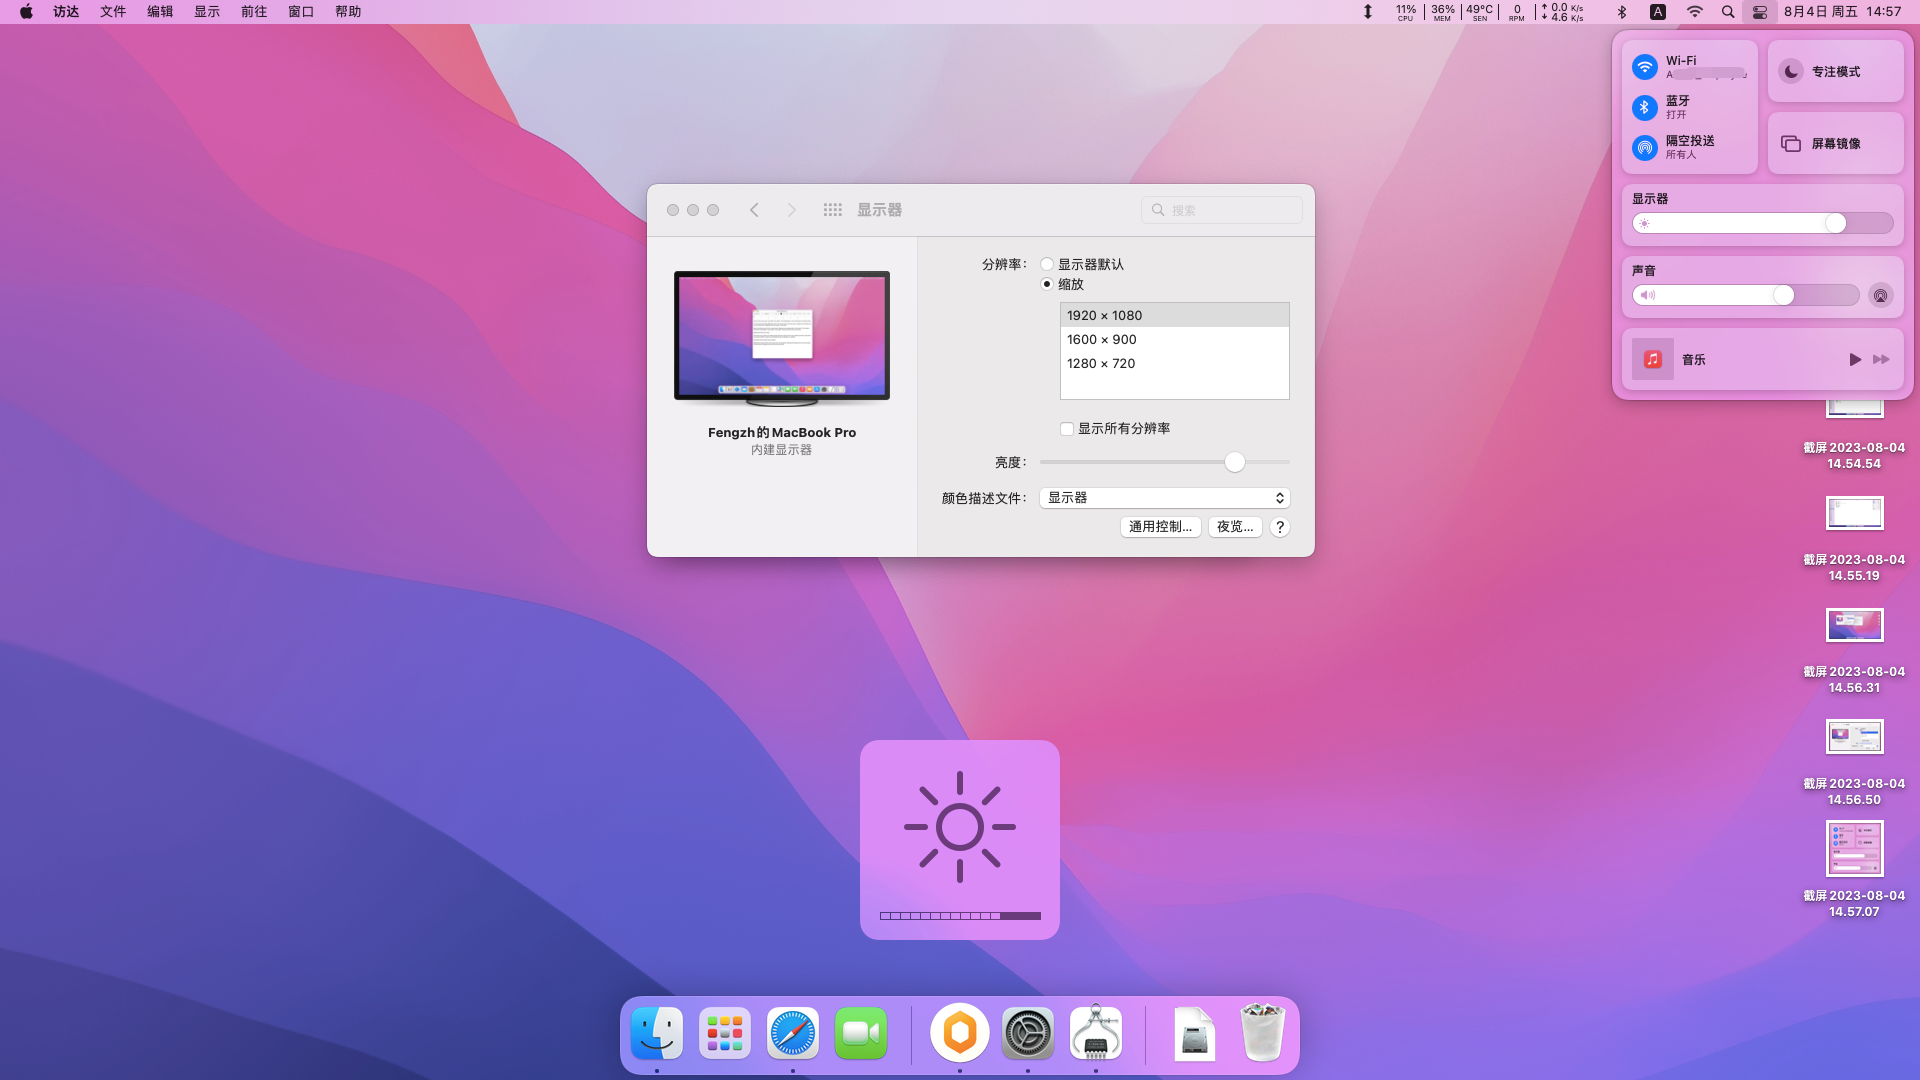 访达 文件 编辑 显示 前往 窗口 帮助
11% CPU 36% MEM 49°C SEN 0 RPM 0.0 K/s 4.6 K/s A 8月4日 周五 14:57
Wi-Fi
蓝牙
打开
隔空投送
所有人
专注模式
屏幕镜像
显示器
声音
音乐
显示器
搜索
Fengzh的 MacBook Pro
内建显示器
分辨率：
显示器默认
缩放
1920 × 1080
1600 × 900
1280 × 720
显示所有分辨率
亮度：
颜色描述文件：
显示器
通用控制...
夜览...
?
截屏 2023-08-04
14.54.54
截屏 2023-08-04
14.55.19
截屏 2023-08-04
14.56.31
截屏 2023-08-04
14.56.50
截屏 2023-08-04
14.57.07